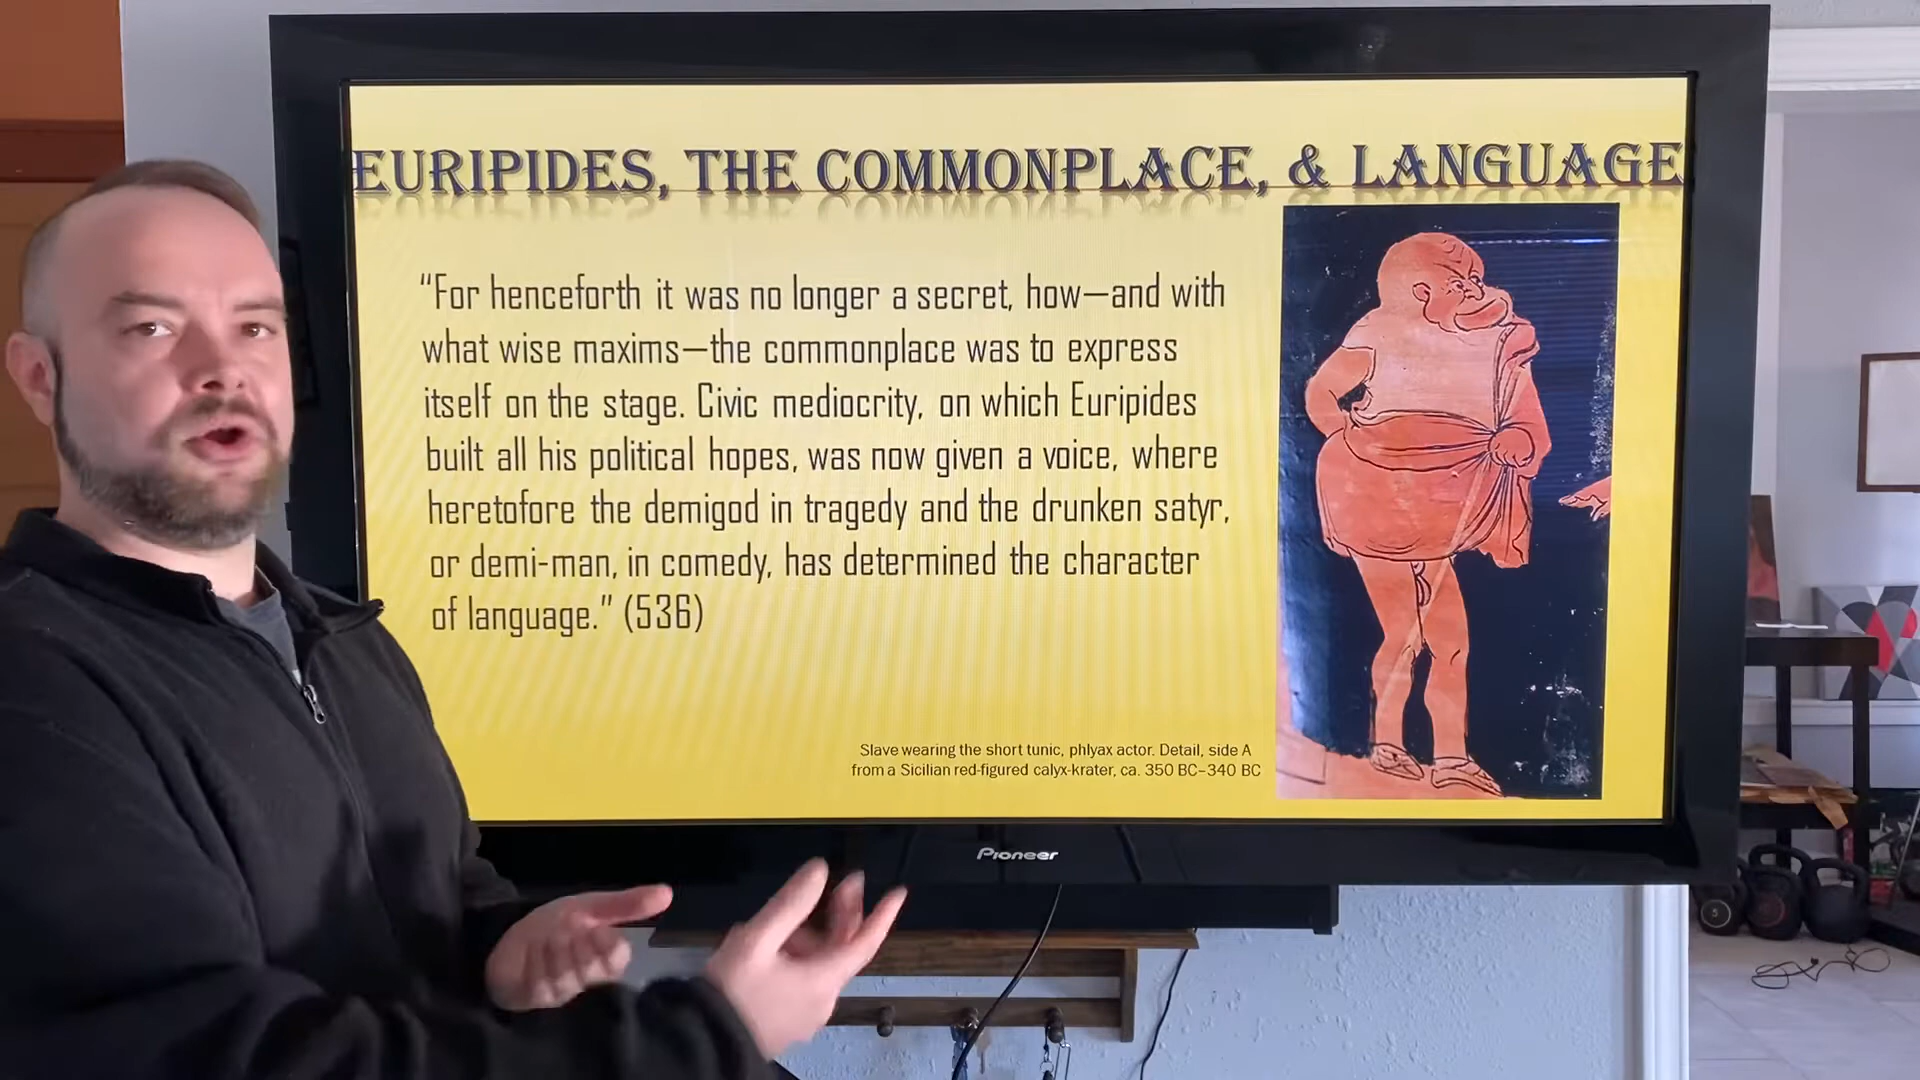 EURIPIDES, THE COMMONPLACE, & LANGUAGE
“For henceforth it was no longer a secret, how—and with
what wise maxims—the commonplace was to express
itself on the stage. Civic mediocrity, on which Euripides
built all his political hopes, was now given a voice, where
heretofore the demigod in tragedy and the drunken satyr,
or demi-man, in comedy, has determined the character
of language.” (536)
Slave wearing the short tunic, phlyax actor. Detail, side A
from a Sicilian red-figured calyx-krater, ca. 350 BC–340 BC
Pioneer
5